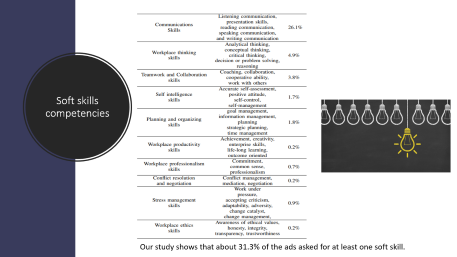 Soft skills
competencies
Communications
Skills
Listening communication,
presentation skills,
reading communication,
speaking communication,
and writing communication
26.1%
Workplace thinking
skills
Analytical thinking,
conceptual thinking,
critical thinking,
decision or problem solving,
reasoning
4.9%
Teamwork and Collaboration
skills
Coaching, collaboration,
cooperative ability,
work with others
3.8%
Self intelligence
skills
Accurate self-assessment,
positive attitude,
self-control,
self-management
1.7%
Planning and organizing
skills
goal management,
information management,
planning
strategic planning,
time management
1.8%
Workplace productivity
skills
Achievement, creativity,
enterprise skills,
life-long learning,
outcome oriented
0.2%
Workplace professionalism
skills
Commitment,
common sense,
professionalism
0.7%
Conflict resolution
and negotiation
Conflict management,
mediation, negotiation
0.2%
Stress management
skills
Work under
pressure,
accepting criticism,
adaptability, adversity,
change catalyst,
change management,
0.9%
Workplace ethics
skills
Awareness of ethical values,
honesty, integrity,
transparency, trustworthiness
0.2%
Our study shows that about 31.3% of the ads asked for at least one soft skill.